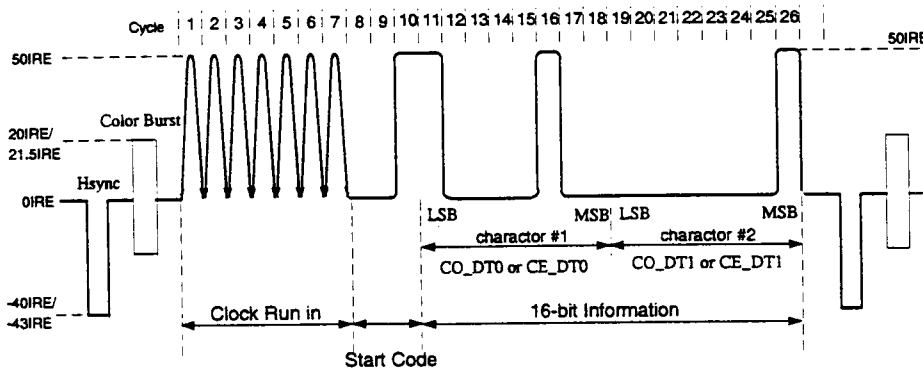 Cycle 1 2 3 4 5 6 7 8 9 10 11 12 13 14 15 16 17 18 19 20 21 22 23 24 25 26
50IRE
50IRE
Color Burst
20IRE/
21.5IRE
Hsync
0IRE
LSB
MSB
LSB
MSB
charactor #1
charactor #2
CO_DT0 or CE_DT0
CO_DT1 or CE_DT1
-40IRE/
-43IRE
Clock Run in
16-bit Information
Start Code